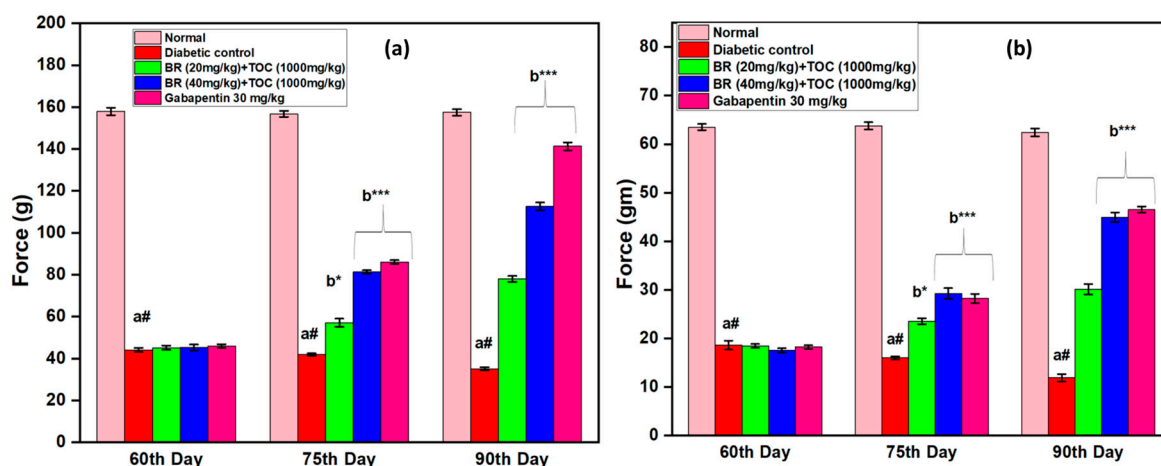 Force (g)
200
180
160
140
120
100
80
60
40
20
0
Normal
Diabetic control
BR (20mg/kg)+TOC (1000mg/kg)
BR (40mg/kg)+TOC (1000mg/kg)
Gabapentin 30 mg/kg
(a)
a#
a#
b*
b***
a#
b***
60th Day
75th Day
90th Day
Force (gm)
80
70
60
50
40
30
20
10
0
Normal
Diabetic control
BR (20mg/kg)+TOC (1000mg/kg)
BR (40mg/kg)+TOC (1000mg/kg)
Gabapentin 30 mg/kg
(b)
a#
a#
b*
b***
a#
b***
60th Day
75th Day
90th Day